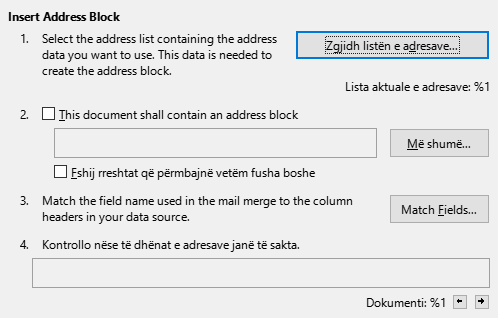 Insert Address Block
1. Select the address list containing the address
data you want to use. This data is needed to
create the address block.
Zgjidh listën e adresave...
Lista aktuale e adresave: %1
2. This document shall contain an address block
Më shumë...
Fshij rreshtat që përmbajnë vetëm fusha boshe
3. Match the field name used in the mail merge to the column
headers in your data source.
Match Fields...
4. Kontrollo nëse të dhënat e adresave janë të sakta.
Dokumenti: %1